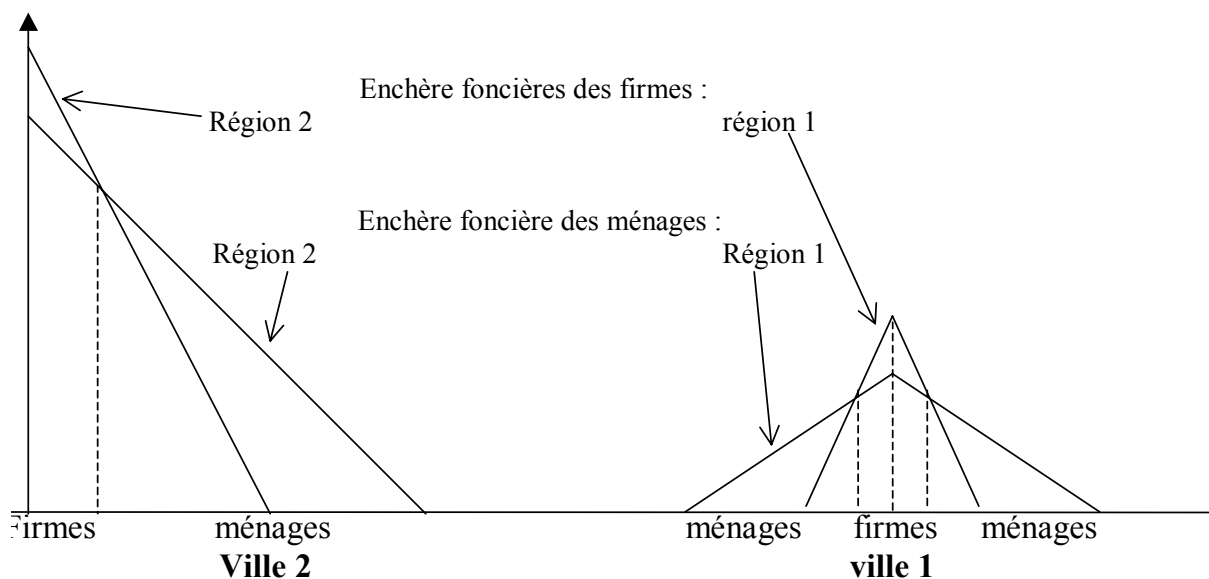 Enchère foncières des firmes :
Région 2
région 1
Enchère foncière des ménages :
Région 2
Région 1
Firmes
ménages
ménages
firmes
ménages
Ville 2
ville 1